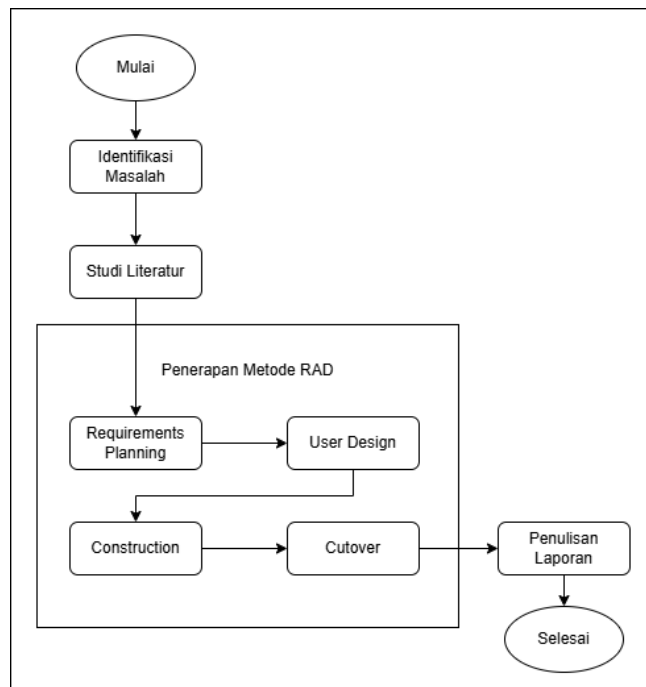 Mulai
Identifikasi
Masalah
Studi Literatur
Penerapan Metode RAD
Requirements
Planning
User Design
Construction
Cutover
Penulisan
Laporan
Selesai